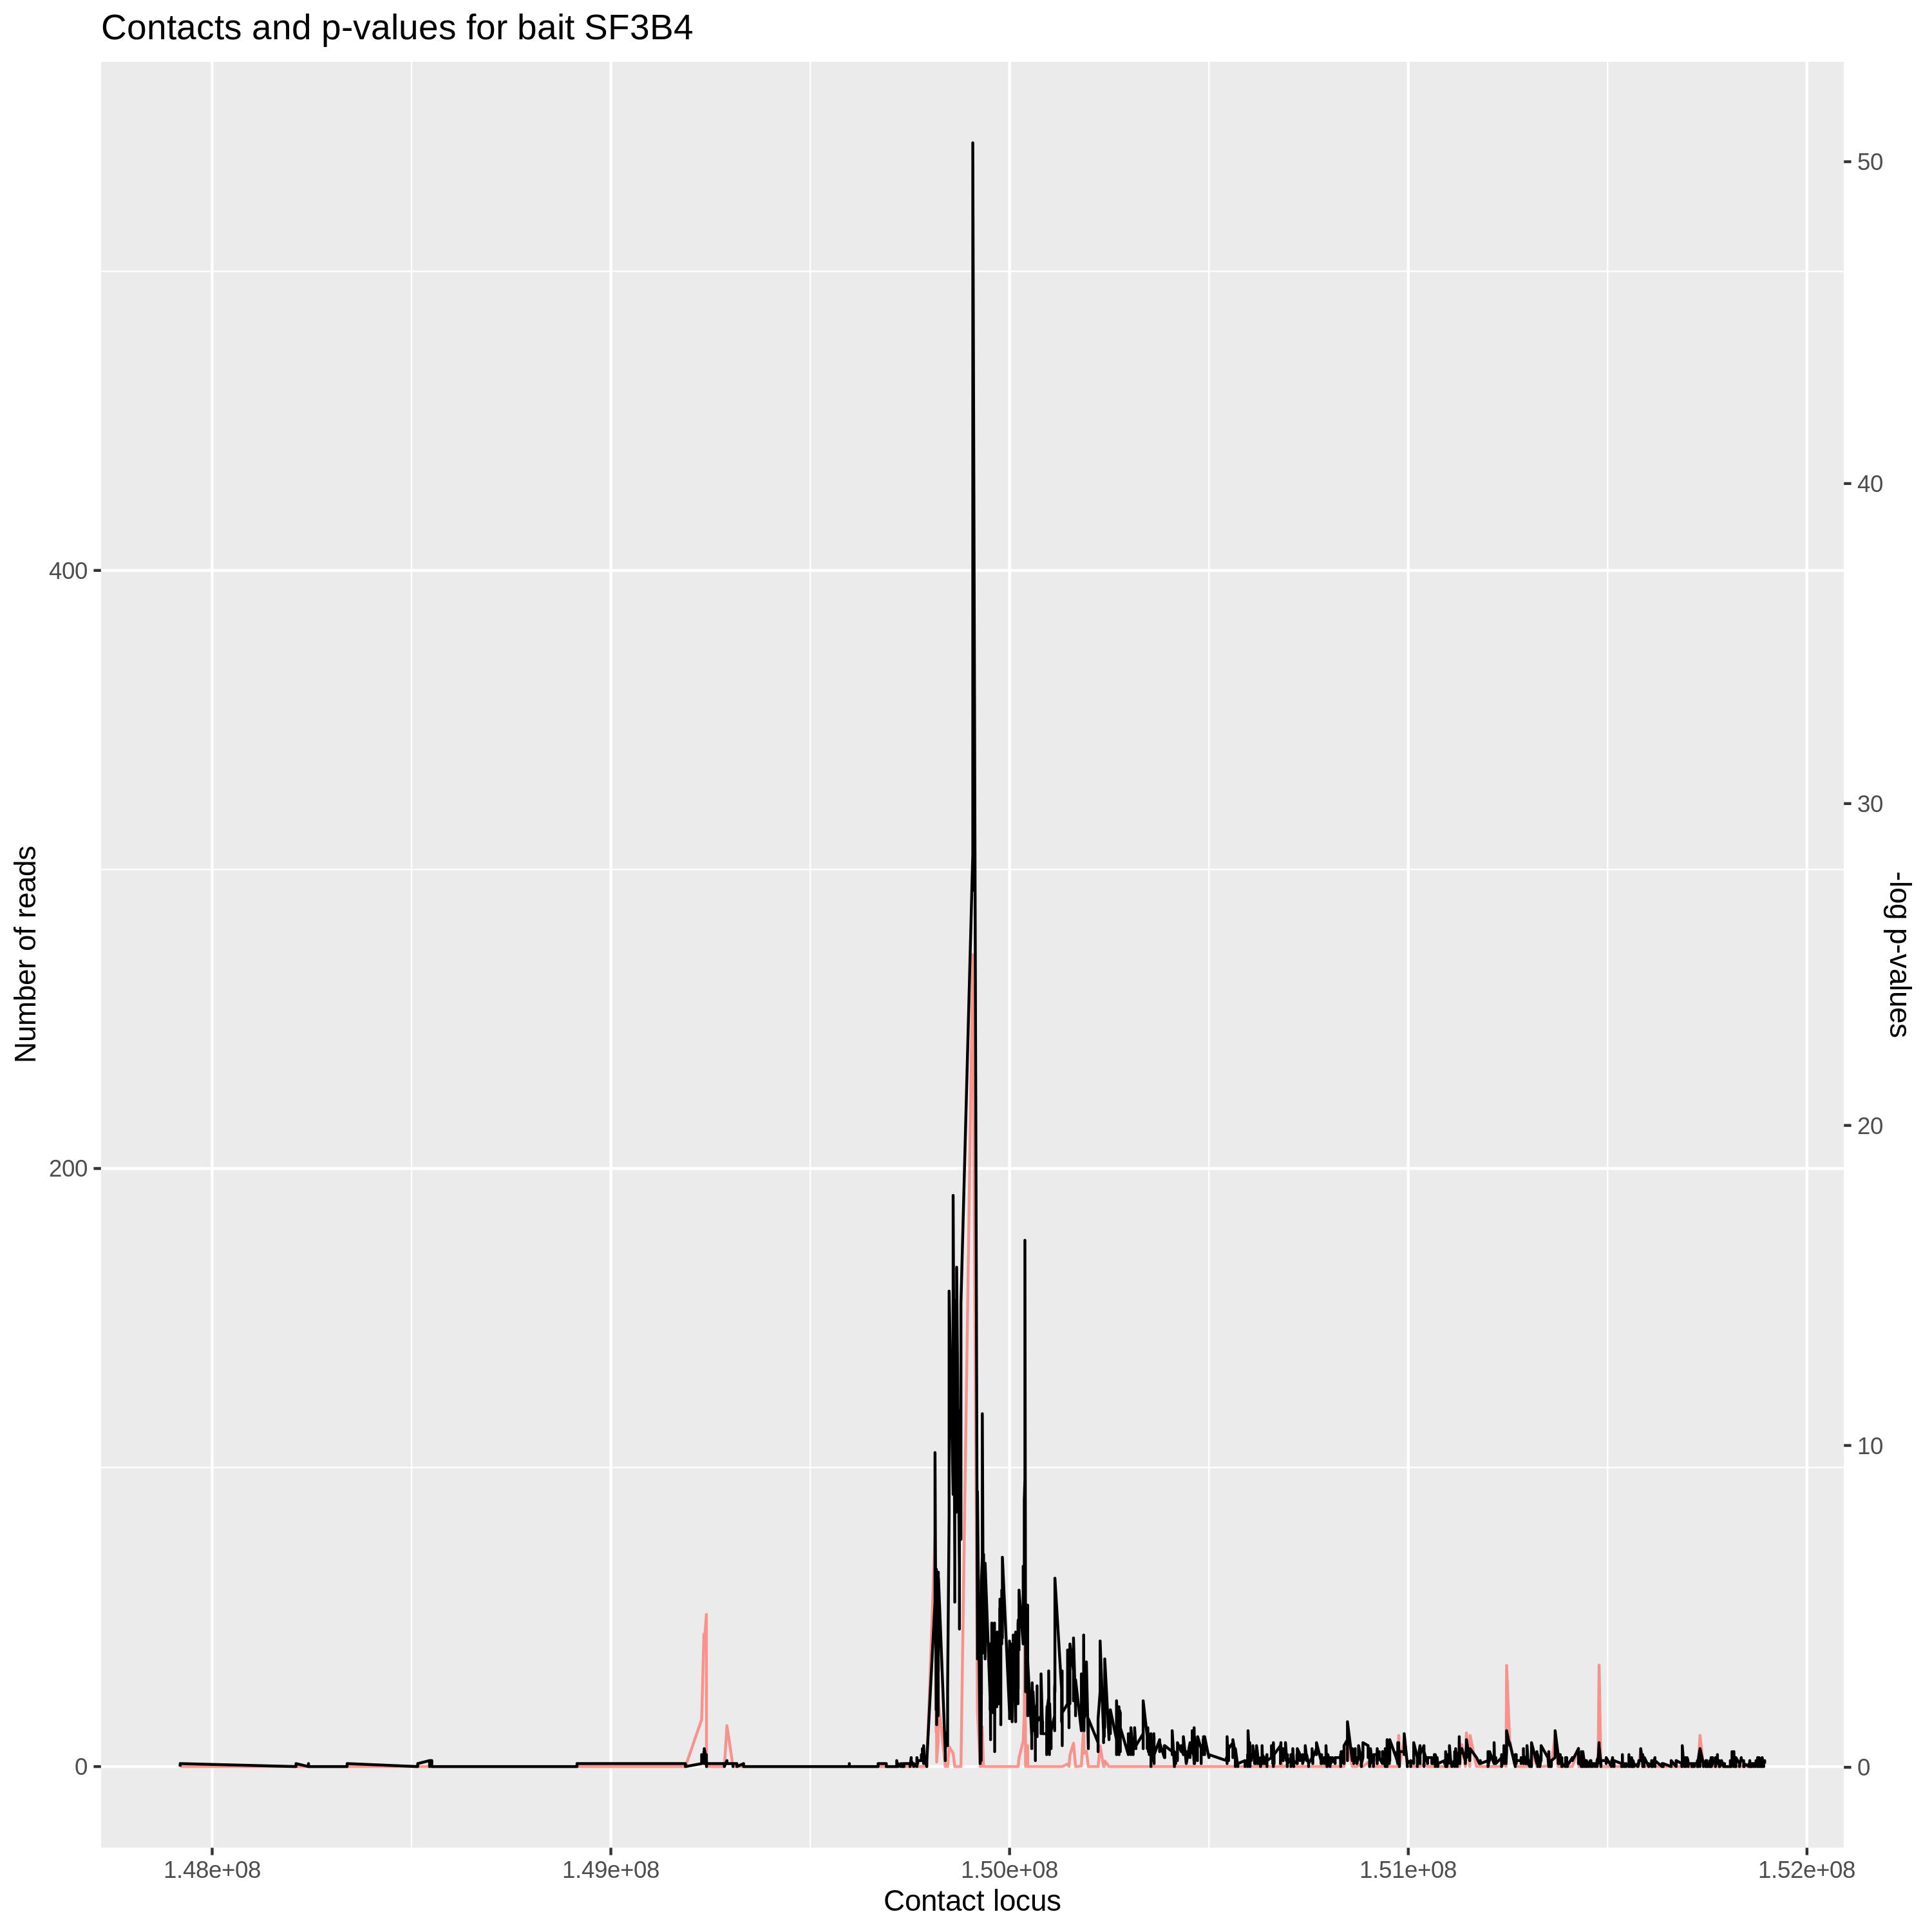 Contacts and p-values for bait SF3B4
Number of reads
400
200
0
50
40
30
20
10
0
-log p-values
1.48e+08
1.49e+08
1.50e+08
1.51e+08
1.52e+08
Contact locus